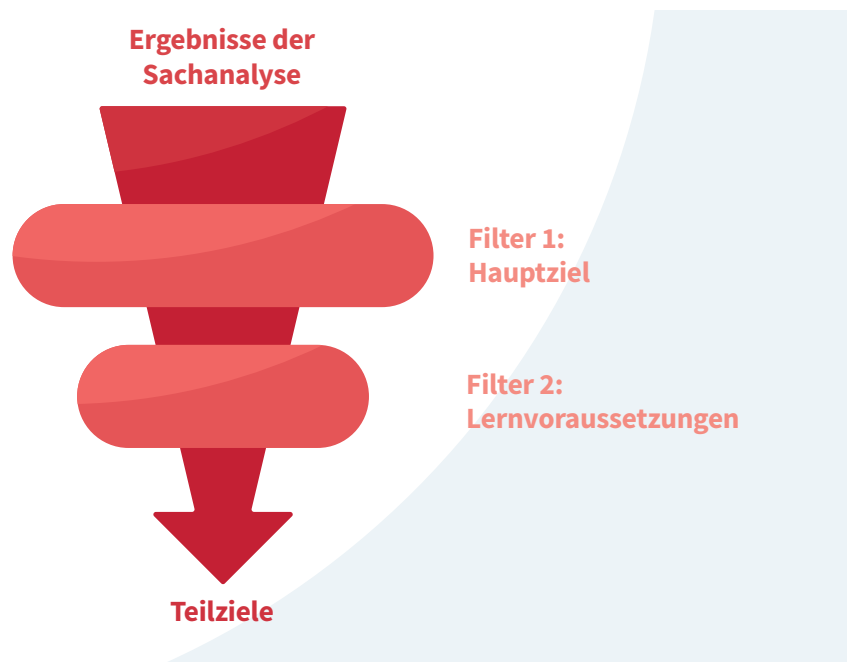 Ergebnisse der
Sachanalyse
Filter 1:
Hauptziel
Filter 2:
Lernvoraussetzungen
Teilziele